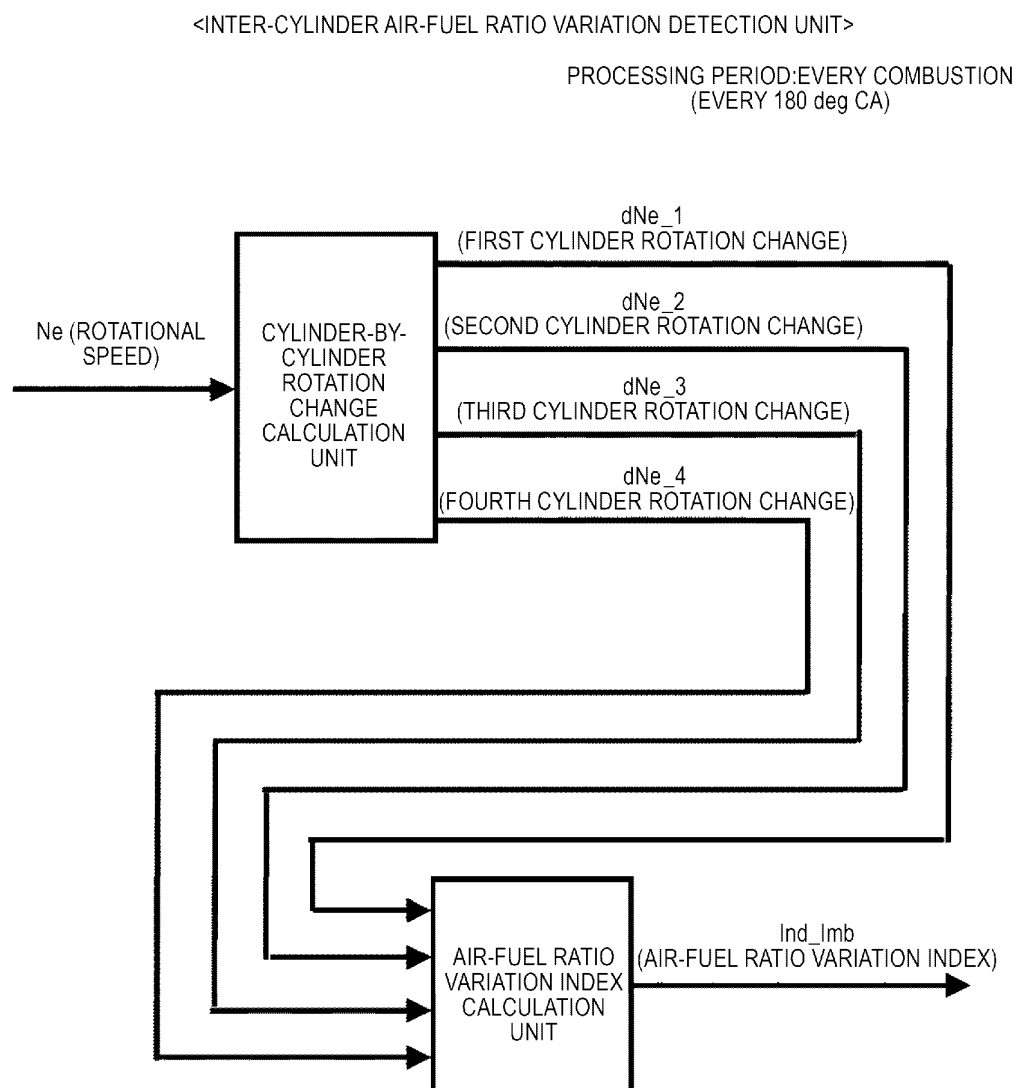 <INTER-CYLINDER AIR-FUEL RATIO VARIATION DETECTION UNIT>
PROCESSING PERIOD:EVERY COMBUSTION
(EVERY 180 deg CA)
dNe_1
(FIRST CYLINDER ROTATION CHANGE)
dNe_2
(SECOND CYLINDER ROTATION CHANGE)
Ne (ROTATIONAL
SPEED)
CYLINDER-BY-
CYLINDER
ROTATION
CHANGE
CALCULATION
UNIT
dNe_3
(THIRD CYLINDER ROTATION CHANGE)
dNe_4
(FOURTH CYLINDER ROTATION CHANGE)
AIR-FUEL RATIO
VARIATION INDEX
CALCULATION
UNIT
Ind_Imb
(AIR-FUEL RATIO VARIATION INDEX)